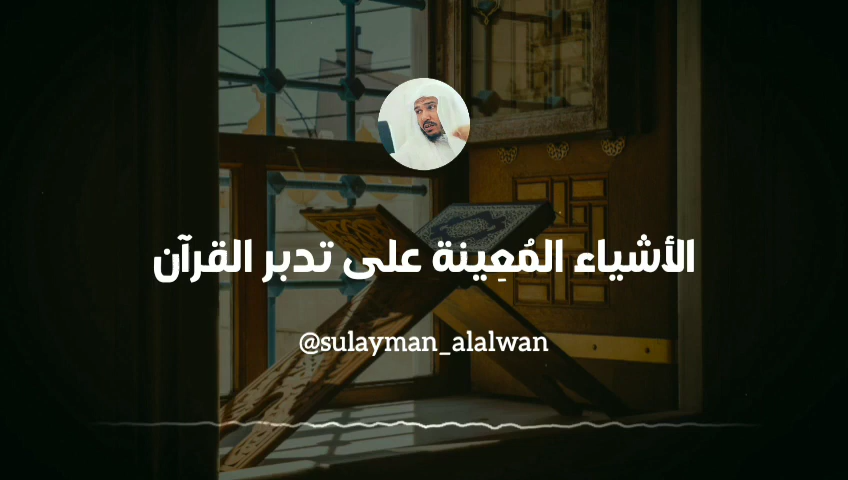 الأشياء المُعِينة على تدبر القرآن
@sulayman_alalwan